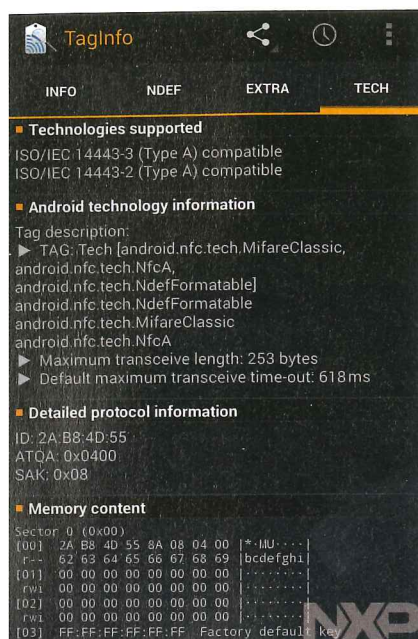 TagInfo
INFO NDEF EXTRA TECH
Technologies supported
ISO/IEC 14443-3 (Type A) compatible
ISO/IEC 14443-2 (Type A) compatible
Android technology information
Tag description:
▶ TAG: Tech [android.nfc.tech.MifareClassic,
android.nfc.tech.NfcA,
android.nfc.tech.NdefFormatable]
android.nfc.tech.NdefFormatable
android.nfc.tech.MifareClassic
android.nfc.tech.NfcA
▶ Maximum transceive length: 253 bytes
▶ Default maximum transceive time-out: 618ms
Detailed protocol information
ID: 2A:B8:4D:55
ATQA: 0x0400
SAK: 0x08
Memory content
Sector 0 (0x00)
[00] 2A B8 4D 55 8A 08 04 00 |*·MU····|
r-- 62 63 64 65 66 67 68 69 |bcdefghi|
[01] 00 00 00 00 00 00 00 00 |········|
rwi 00 00 00 00 00 00 00 00 |········|
[02] 00 00 00 00 00 00 00 00 |········|
rwi 00 00 00 00 00 00 00 00 |········|
[03] FF:FF:FF:FF:FF:FF Factory default key
NXP